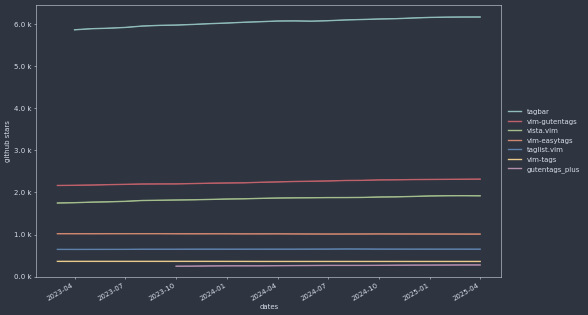 6.0 k
5.0 k
4.0 k
3.0 k
2.0 k
1.0 k
0.0 k
github stars
2023-04
2023-07
2023-10
2024-01
2024-04
2024-07
2024-10
2025-01
2025-04
dates
tagbar
vim-gutentags
vista.vim
vim-easytags
taglist.vim
vim-tags
gutentags_plus